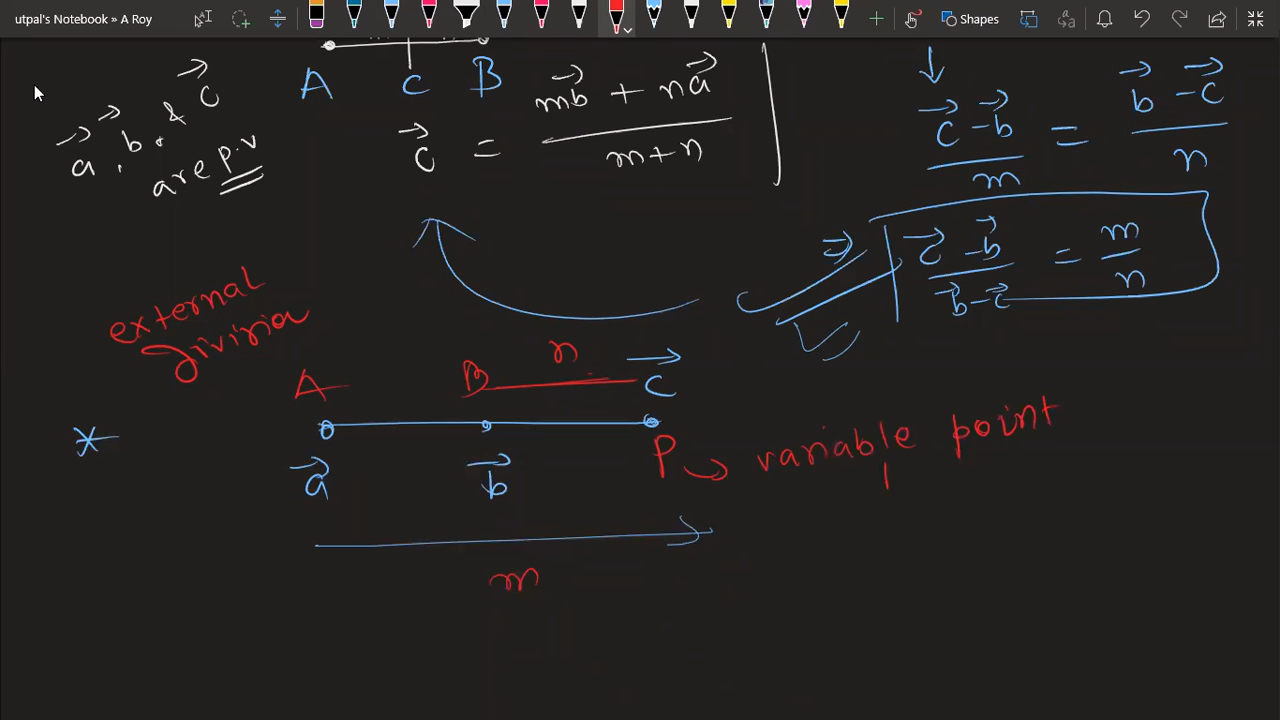 utpal's Notebook » A Roy
Shapes
A C B
a⃗, b⃗, & c⃗
are p.v
c⃗ = (mb⃗ + na⃗)/(m+n)
(c⃗ − b⃗)/m = (b⃗ − c⃗)/n
⇒ (c⃗ − b⃗)/(b⃗ − c⃗) = m/n
external
division
A B n c⃗
*
P ↪ variable point
a⃗ b⃗
m